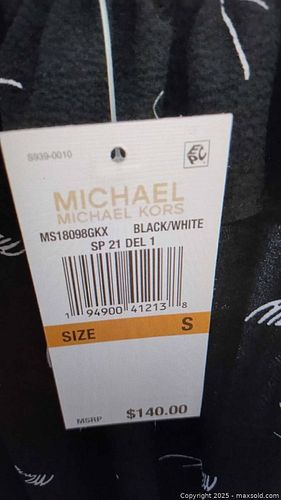 S939-0010
MICHAEL
MICHAEL KORS
MS18098GKX BLACK/WHITE
SP 21 DEL 1
1 94900 41213 8
SIZE S
MSRP $140.00
Copyright © 2025 - maxsold.com